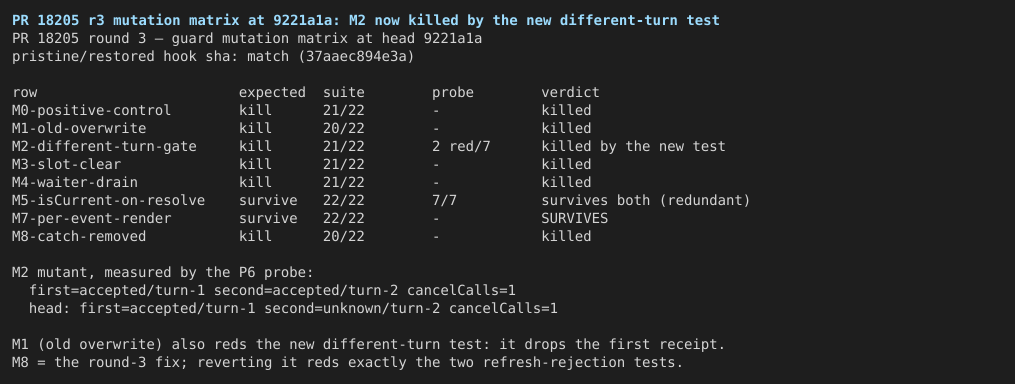 PR 18205 r3 mutation matrix at 9221a1a: M2 now killed by the new different-turn test
PR 18205 round 3 — guard mutation matrix at head 9221a1a
pristine/restored hook sha: match (37aaec894e3a)
row expected suite probe verdict
M0-positive-control kill 21/22 - killed
M1-old-overwrite kill 20/22 - killed
M2-different-turn-gate kill 21/22 2 red/7 killed by the new test
M3-slot-clear kill 21/22 - killed
M4-waiter-drain kill 21/22 - killed
M5-isCurrent-on-resolve survive 22/22 7/7 survives both (redundant)
M7-per-event-render survive 22/22 - SURVIVES
M8-catch-removed kill 20/22 - killed
M2 mutant, measured by the P6 probe:
first=accepted/turn-1 second=accepted/turn-2 cancelCalls=1
head: first=accepted/turn-1 second=unknown/turn-2 cancelCalls=1
M1 (old overwrite) also reds the new different-turn test: it drops the first receipt.
M8 = the round-3 fix; reverting it reds exactly the two refresh-rejection tests.